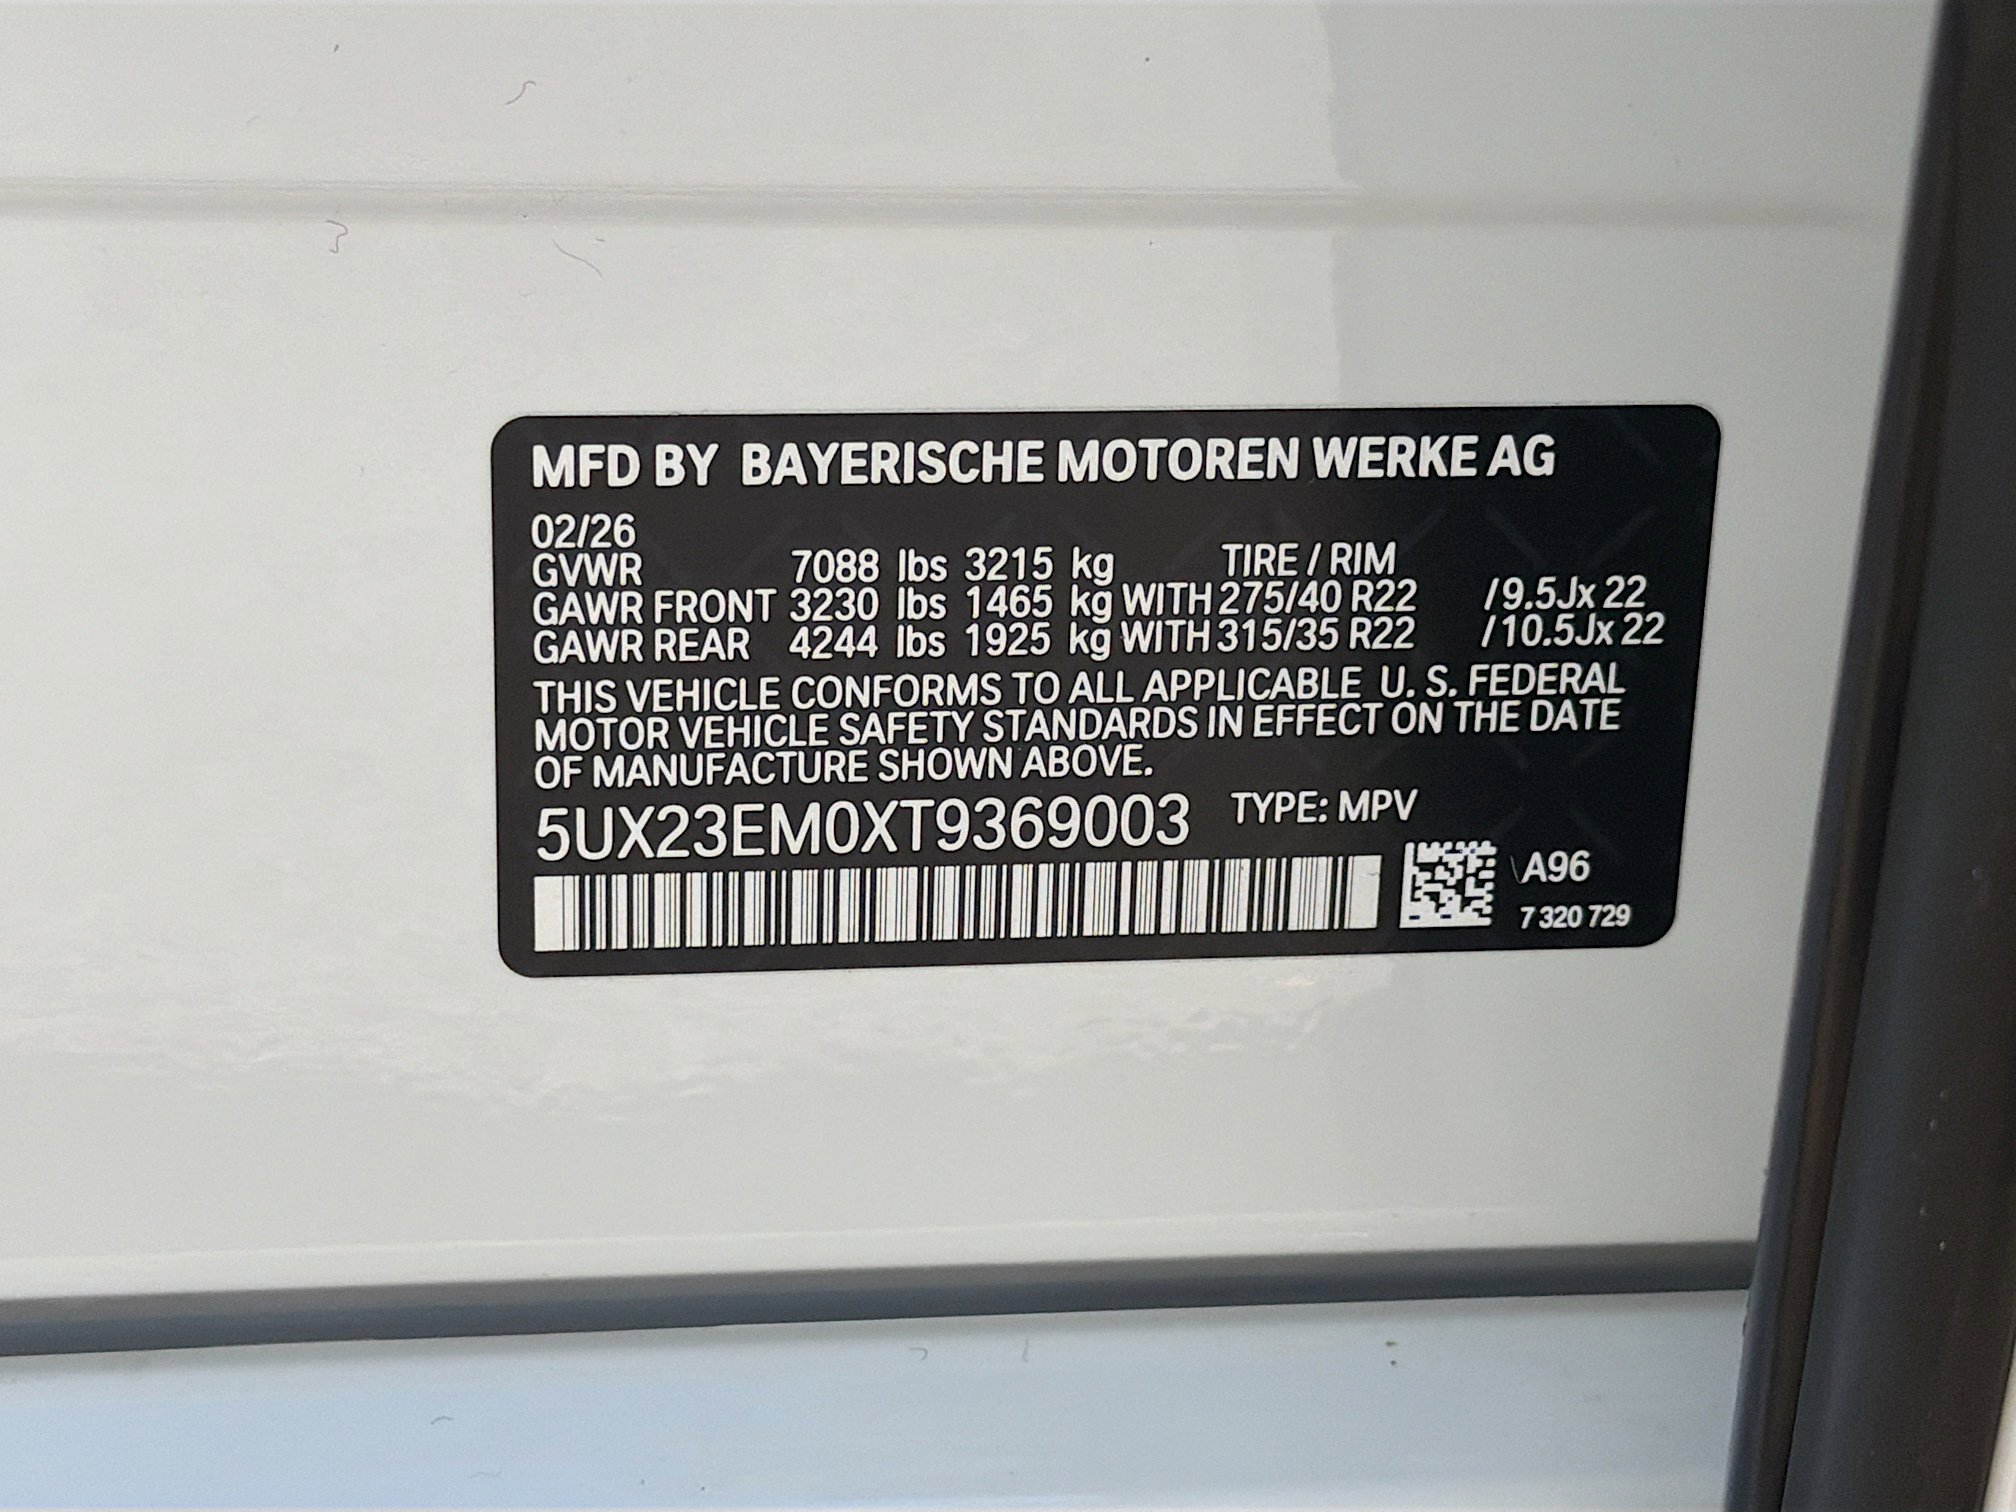 MFD BY BAYERISCHE MOTOREN WERKE AG
02/26
GVWR 7088 lbs 3215 kg TIRE / RIM
GAWR FRONT 3230 lbs 1465 kg WITH 275/40 R22 /9.5Jx 22
GAWR REAR 4244 lbs 1925 kg WITH 315/35 R22 /10.5Jx 22
THIS VEHICLE CONFORMS TO ALL APPLICABLE U. S. FEDERAL
MOTOR VEHICLE SAFETY STANDARDS IN EFFECT ON THE DATE
OF MANUFACTURE SHOWN ABOVE.
5UX23EM0XT9369003 TYPE: MPV
A96
7 320 729